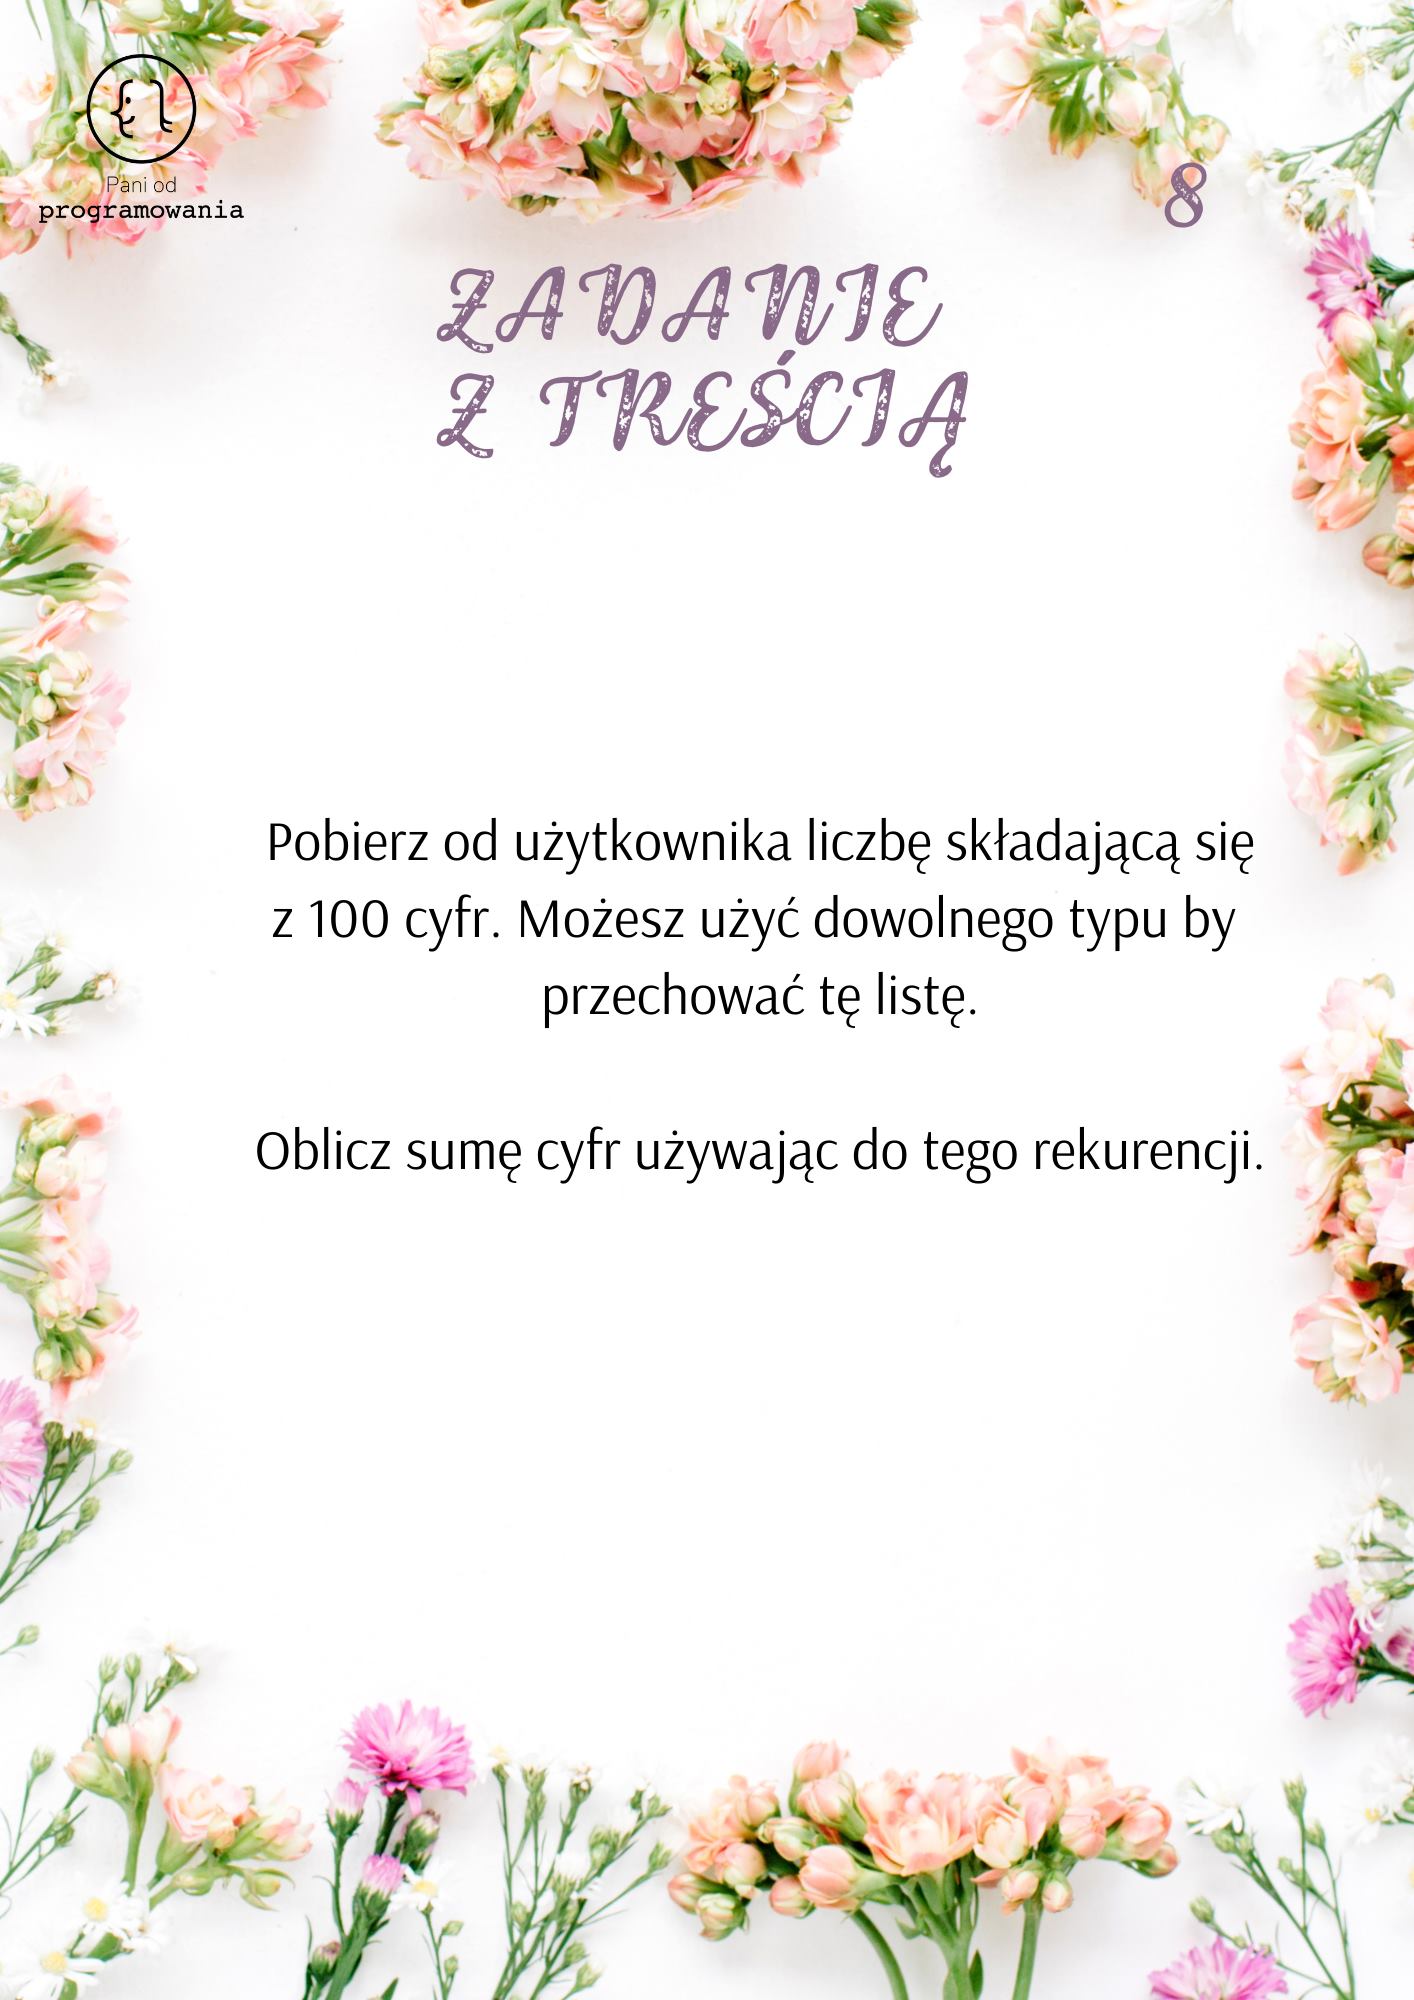 Pani od
programowania
8
ZADANIE
Z TREŚCIĄ
Pobierz od użytkownika liczbę składającą się
z 100 cyfr. Możesz użyć dowolnego typu by
przechować tę listę.
Oblicz sumę cyfr używając do tego rekurencji.